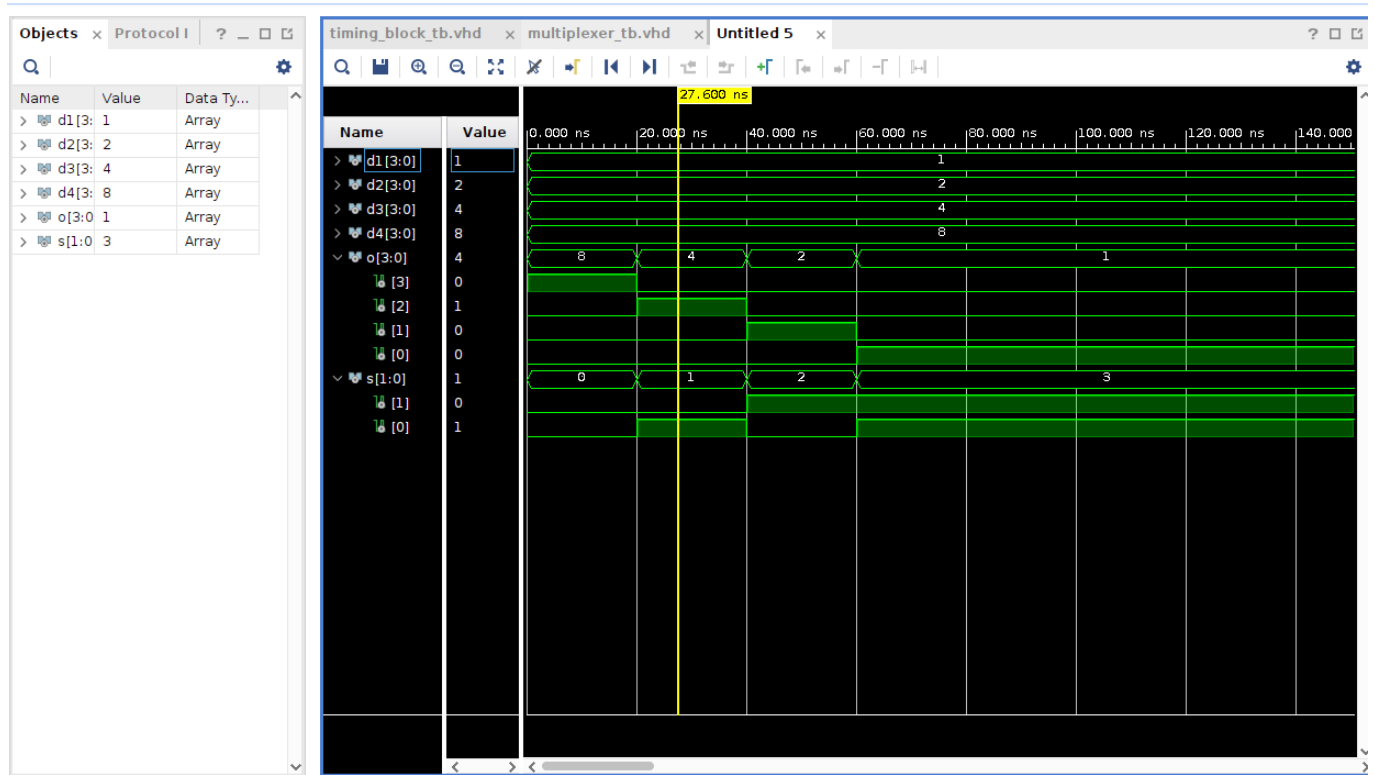 Objects × Protocol I ? _
timing_block_tb.vhd × multiplexer_tb.vhd × Untitled 5 × ?
Name Value Data Ty...
> d1[3: 1 Array
> d2[3: 2 Array
> d3[3: 4 Array
> d4[3: 8 Array
> o[3:0 1 Array
> s[1:0 3 Array
27.600 ns
Name Value
0.000 ns 20.000 ns 40.000 ns 60.000 ns 80.000 ns 100.000 ns 120.000 ns 140.000
> d1[3:0] 1 1
> d2[3:0] 2 2
> d3[3:0] 4 4
> d4[3:0] 8 8
o[3:0] 4 8 4 2 1
[3] 0
[2] 1
[1] 0
[0] 0
s[1:0] 1 0 1 2 3
[1] 0
[0] 1